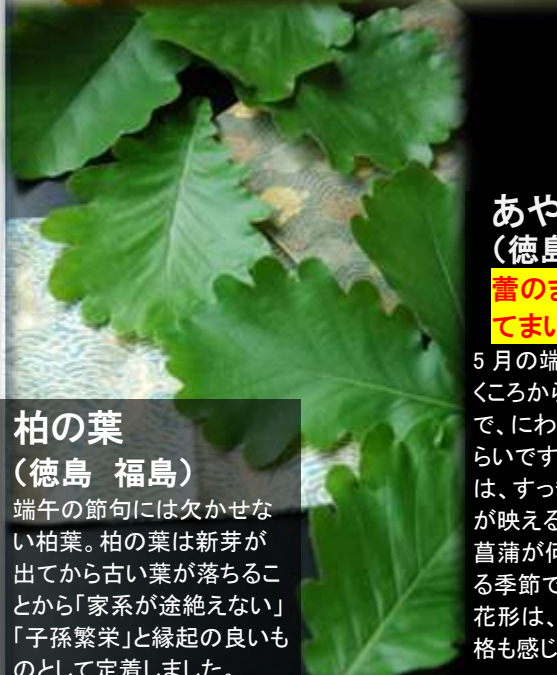 柏の葉
（徳島　福島）
端午の節句には欠かせな
い柏葉。柏の葉は新芽が
出てから古い葉が落ちるこ
とから「家系が途絶えない」
「子孫繁栄」と縁起の良いも
のとして定着しました。
あや
（徳島
蕾のま
てまい
5 月の端
くころから
で、にわ
らいです
は、すっ
が映える
菖蒲が何
る季節で
花形は、
格も感じ